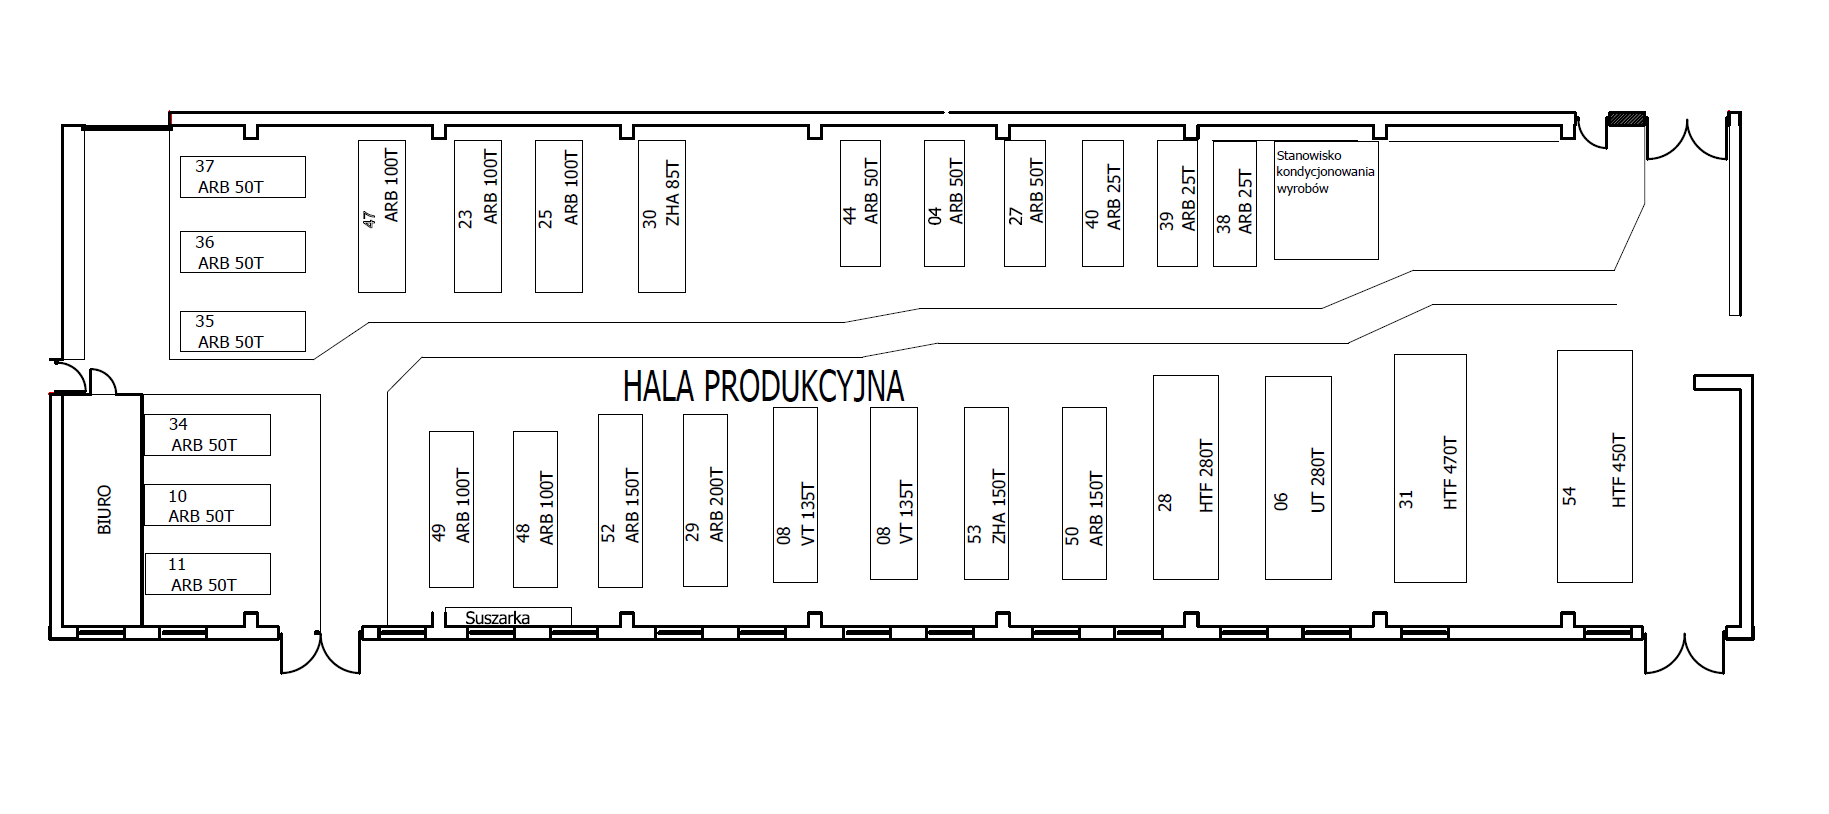 37
ARB 50T
36
ARB 50T
35
ARB 50T
47
ARB 100T
23
ARB 100T
25
ARB 100T
30
ZHA 85T
44
ARB 50T
04
ARB 50T
27
ARB 50T
40
ARB 25T
39
ARB 25T
38
ARB 25T
Stanowisko
kondycjonowania
wyrobów
HALA PRODUKCYJNA
BIURO
34
ARB 50T
10
ARB 50T
11
ARB 50T
49
ARB 100T
48
ARB 100T
52
ARB 150T
29
ARB 200T
08
VT 135T
08
VT 135T
53
ZHA 150T
50
ARB 150T
28
HTF 280T
06
UT 280T
31
HTF 470T
54
HTF 450T
Suszarka